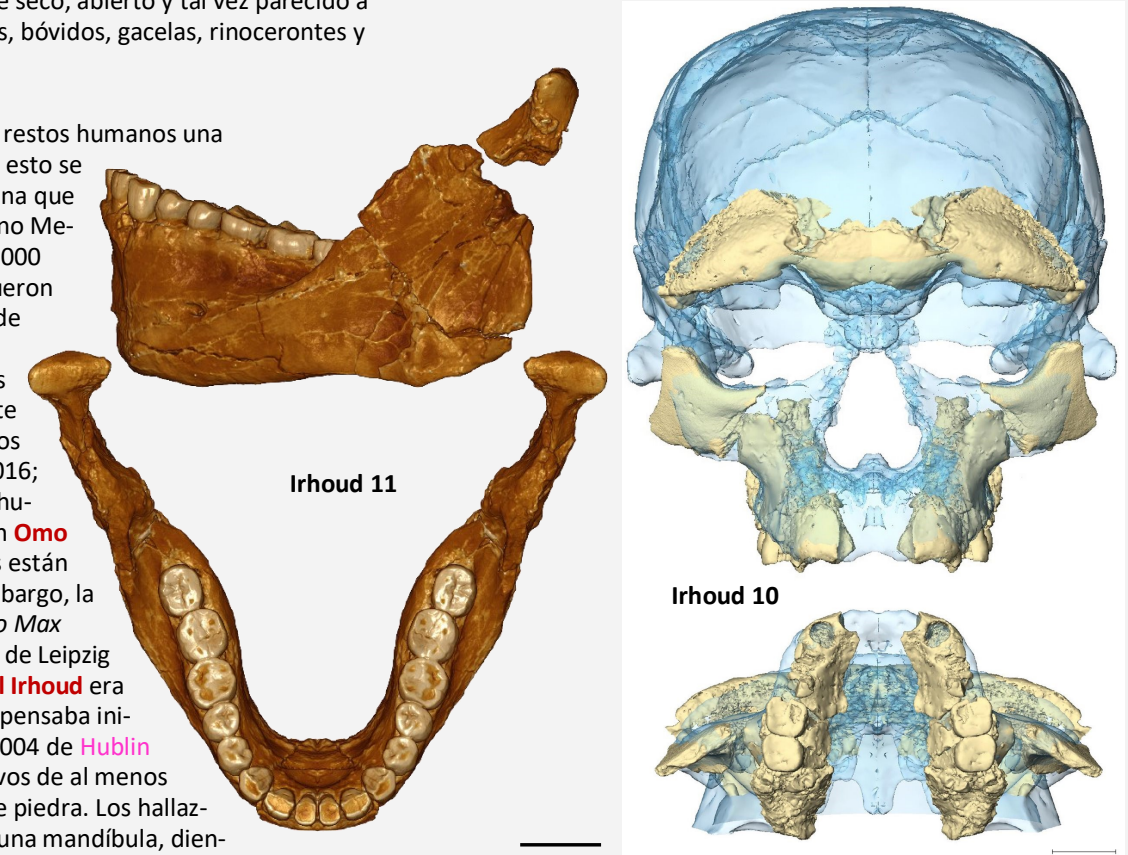 e seco, abierto y tal vez parecido a
s, bóvidos, gacelas, rinocerontes y
restos humanos una
esto se
na que
no Me-
000
ueron
de
s
te
os
016;
hu-
n Omo
s están
bargo, la
o Max
de Leipzig
l Irhoud era
pensaba ini-
004 de Hublin
vos de al menos
e piedra. Los hallaz-
una mandíbula, dien-
Irhoud 11
Irhoud 10